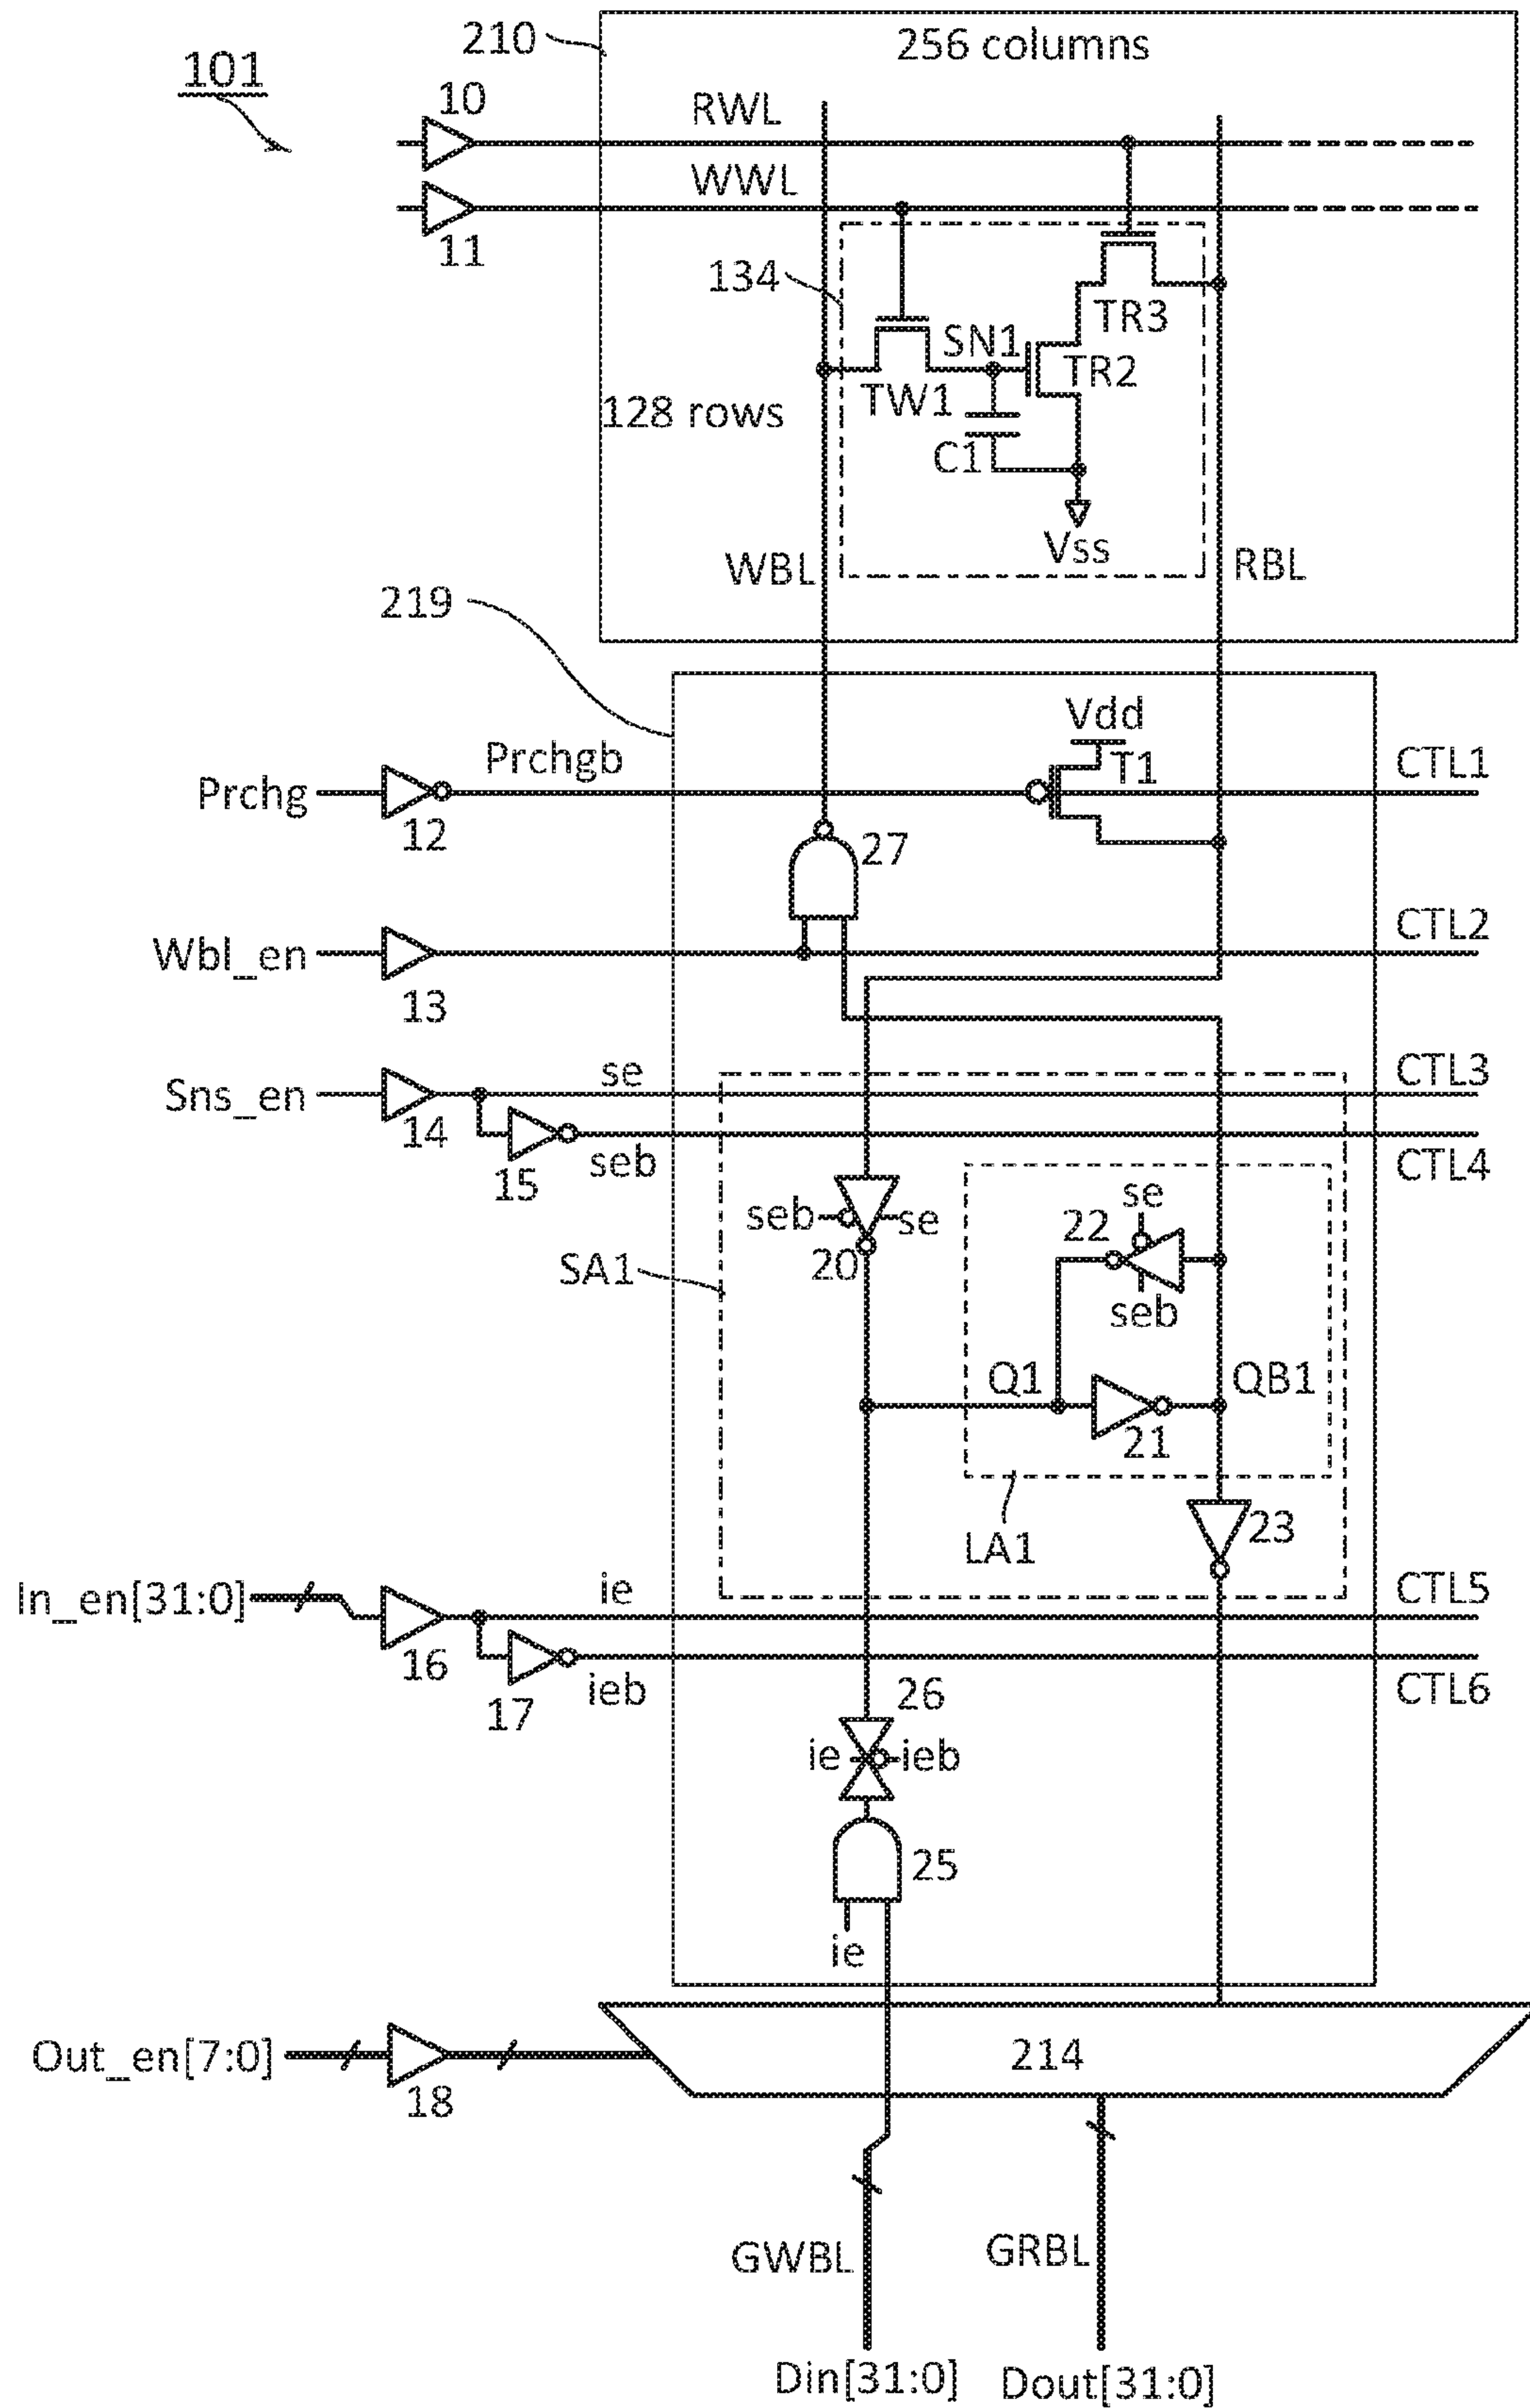 210
256 columns
101
10
RWL
WWL
11
134
TR3
SN1
TR2
TW1
128 rows
C1
Vss
WBL
RBL
219
Vdd
Prchgb
T1
CTL1
Prchg
12
27
CTL2
Wbl_en
13
se
CTL3
Sns_en
14
15
seb
CTL4
se
seb
se
22
20
SA1
seb
Q1
QB1
21
23
LA1
In_en[31:0]
ie
CTL5
16
17
ieb
26
CTL6
ie
ieb
25
ie
Out_en[7:0]
214
18
GWBL
GRBL
Din[31:0]
Dout[31:0]